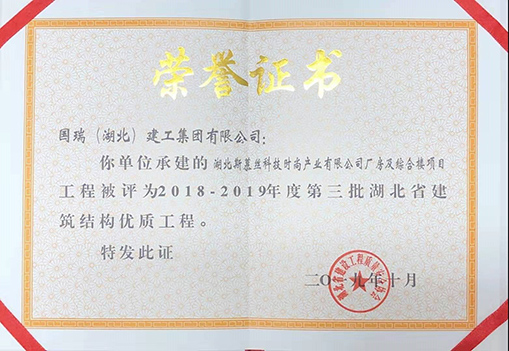 荣誉证书
国瑞（湖北）建工集团有限公司：
你单位承建的 湖北斯慕丝科技时尚产业有限公司厂房及综合楼项目
工程被评为2018-2019年度第三批湖北省建
筑结构优质工程。
特发此证
二〇一九年十月